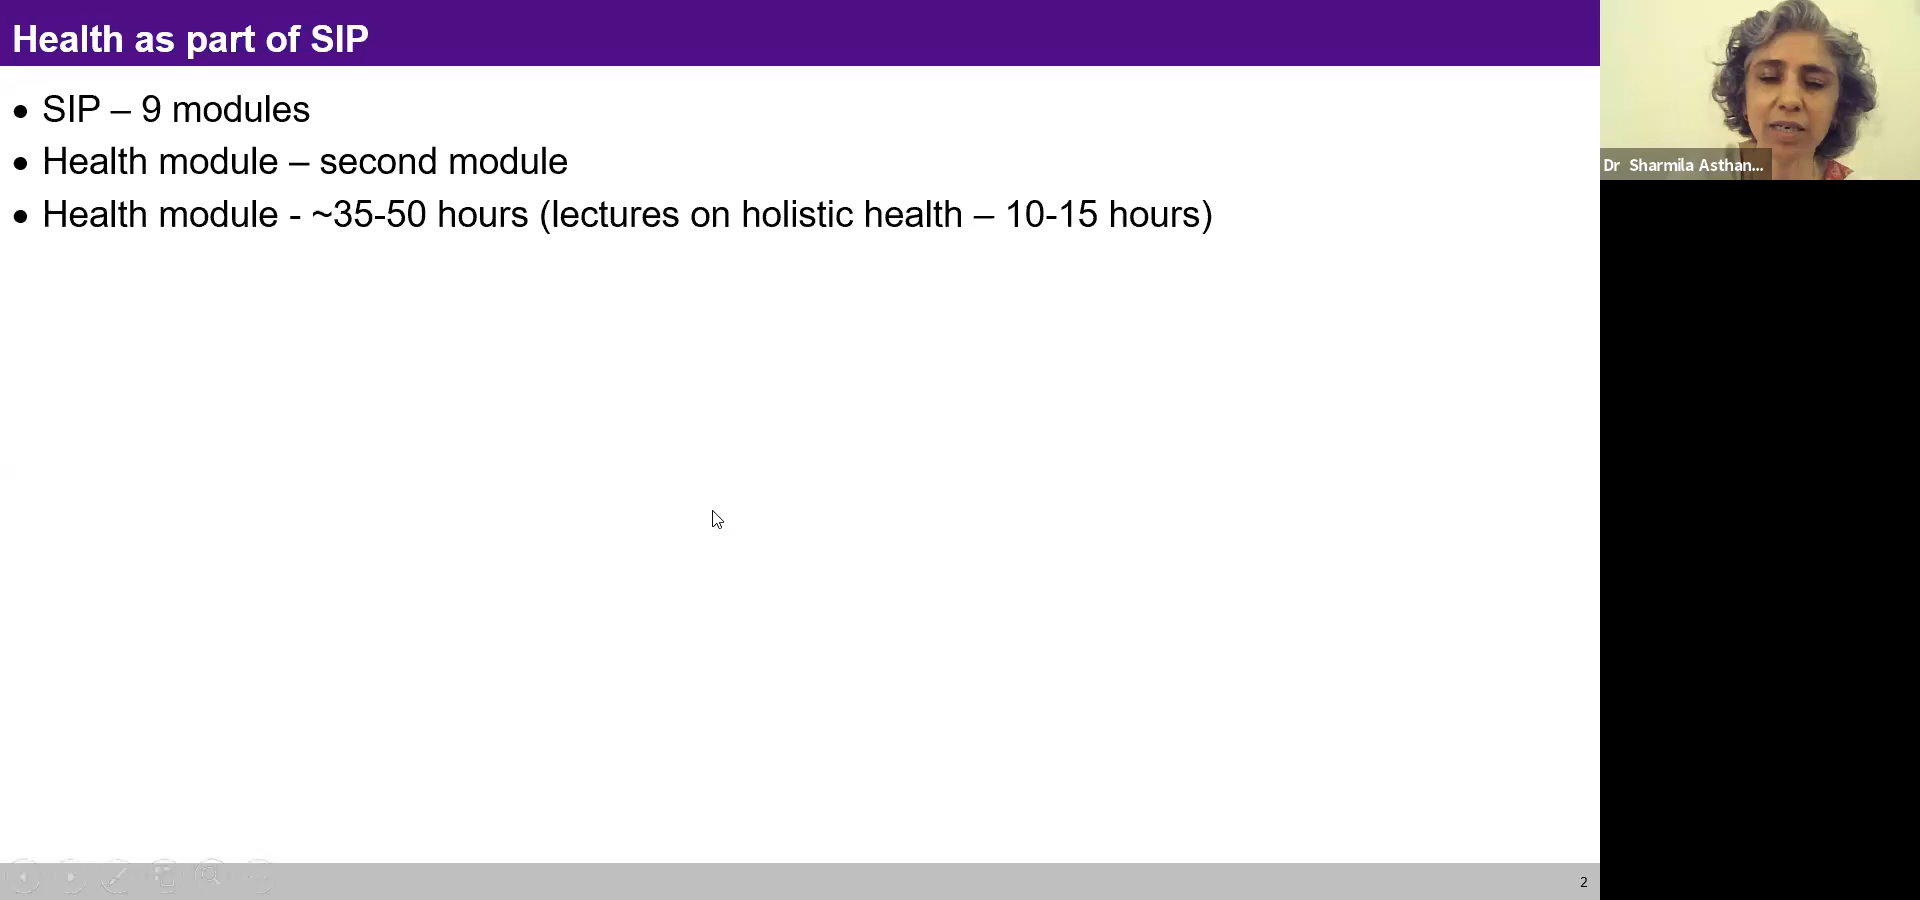 Health as part of SIP
• SIP – 9 modules
• Health module – second module
• Health module - ~35-50 hours (lectures on holistic health – 10-15 hours)
Dr Sharmila Asthan...
2